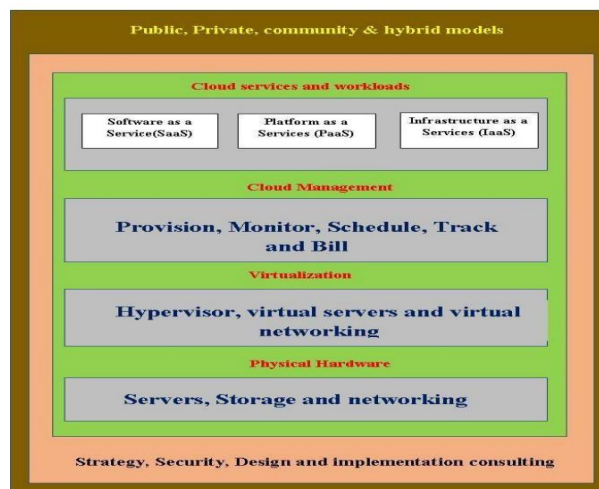 Public, Private, community & hybrid models
Cloud services and workloads
Software as a
Service(SaaS)
Platform as a
Services (PaaS)
Infrastructure as a
Services (IaaS)
Cloud Management
Provision, Monitor, Schedule, Track
and Bill
Virtualization
Hypervisor, virtual servers and virtual
networking
Physical Hardware
Servers, Storage and networking
Strategy, Security, Design and implementation consulting